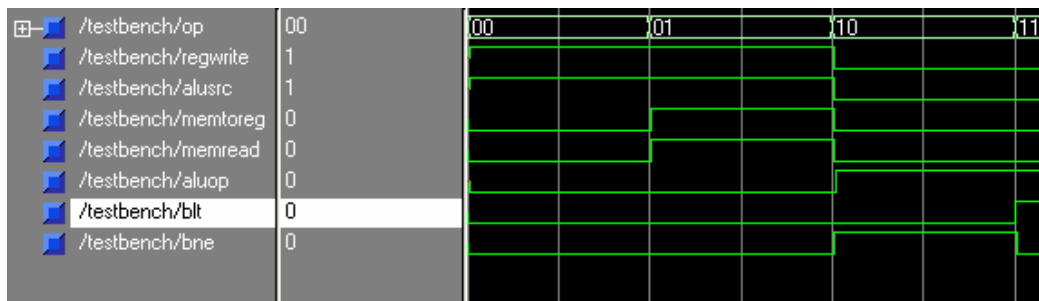 /testbench/op 00 00 01 10 11
/testbench/regwrite 1
/testbench/alusrc 1
/testbench/memtoreg 0
/testbench/memread 0
/testbench/aluop 0
/testbench/blt 0
/testbench/bne 0